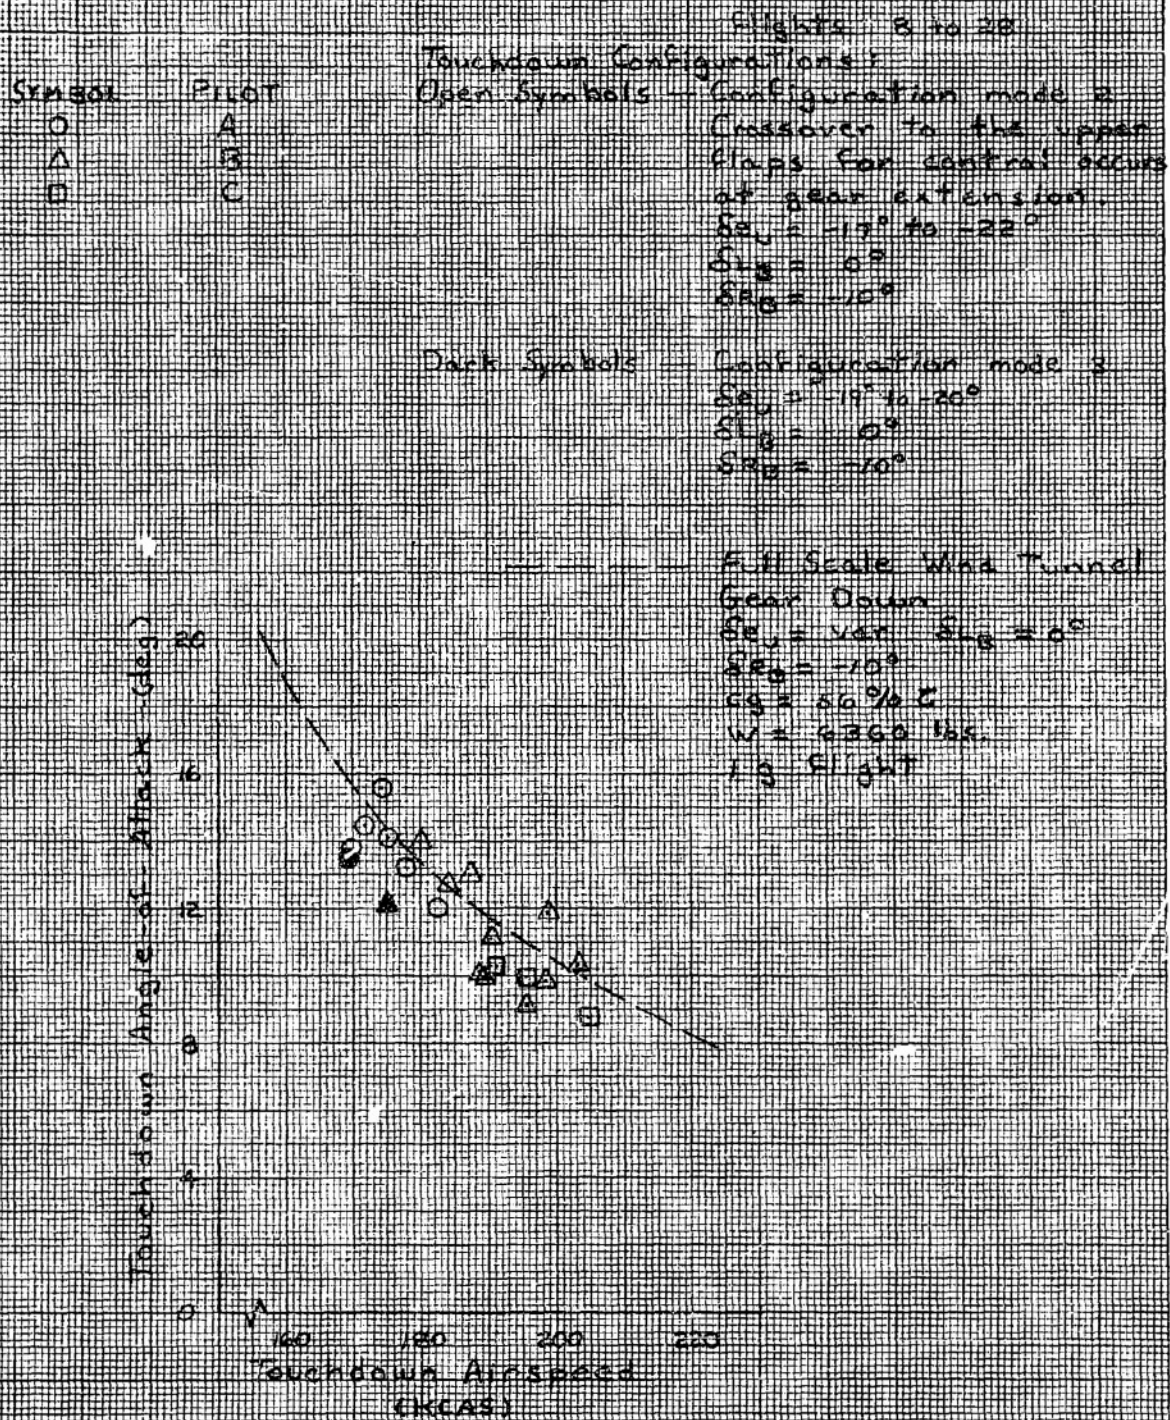 Flights 8 to 28
Touchdown Configurations:
SYMBOL PILOT
O A
Δ B
□ C
Open Symbols — Configuration mode 2
Crossover to the upper
flaps for control occurs
at gear extension.
δeU = -17° to -22°
δLB = 0°
δRB = -10°
Dark Symbols — Configuration mode 3
δeU = -19° to -20°
δLB = 0°
δRB = -10°
Full Scale Wind Tunnel
Gear Down
δeU = var δLB = 0°
δRB = -10°
cg = 56% c̄
W = 6360 lbs.
1 g flight
Touchdown Angle-of-Attack (deg)
20
16
12
8
4
0
160 180 200 220
Touchdown Airspeed
(KCAS)